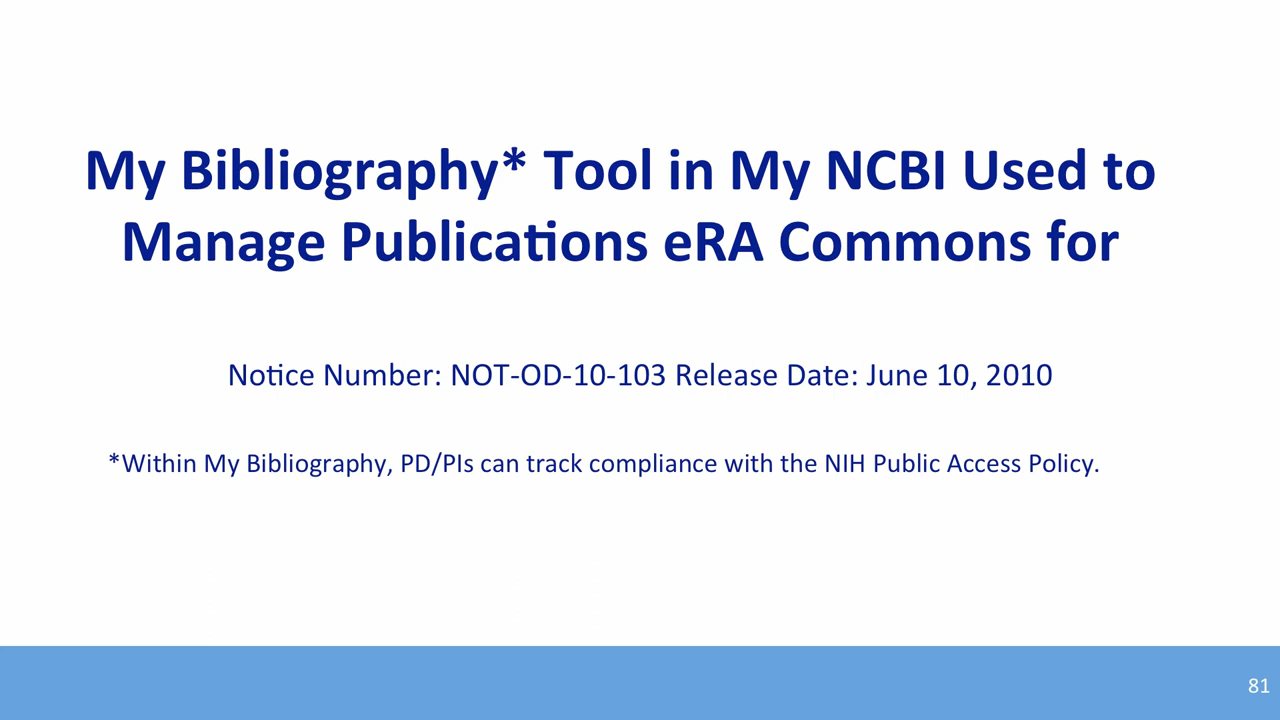 My Bibliography* Tool in My NCBI Used to
Manage Publications eRA Commons for
Notice Number: NOT-OD-10-103 Release Date: June 10, 2010
*Within My Bibliography, PD/PIs can track compliance with the NIH Public Access Policy.
81